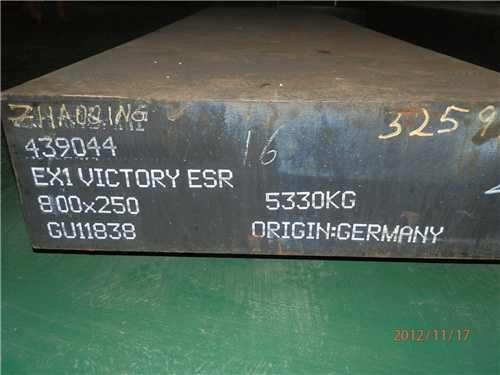 ZHAOQING
3259
439044
16
EX1 VICTORY ESR
800x250
5330KG
GU11838
ORIGIN:GERMANY
2012/11/17